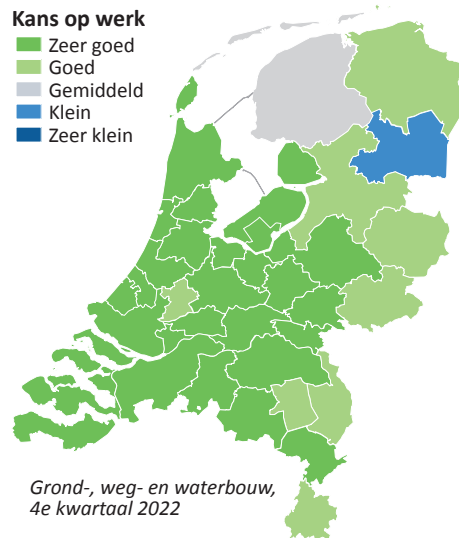 Kans op werk
Zeer goed
Goed
Gemiddeld
Klein
Zeer klein
Grond-, weg- en waterbouw,
4e kwartaal 2022